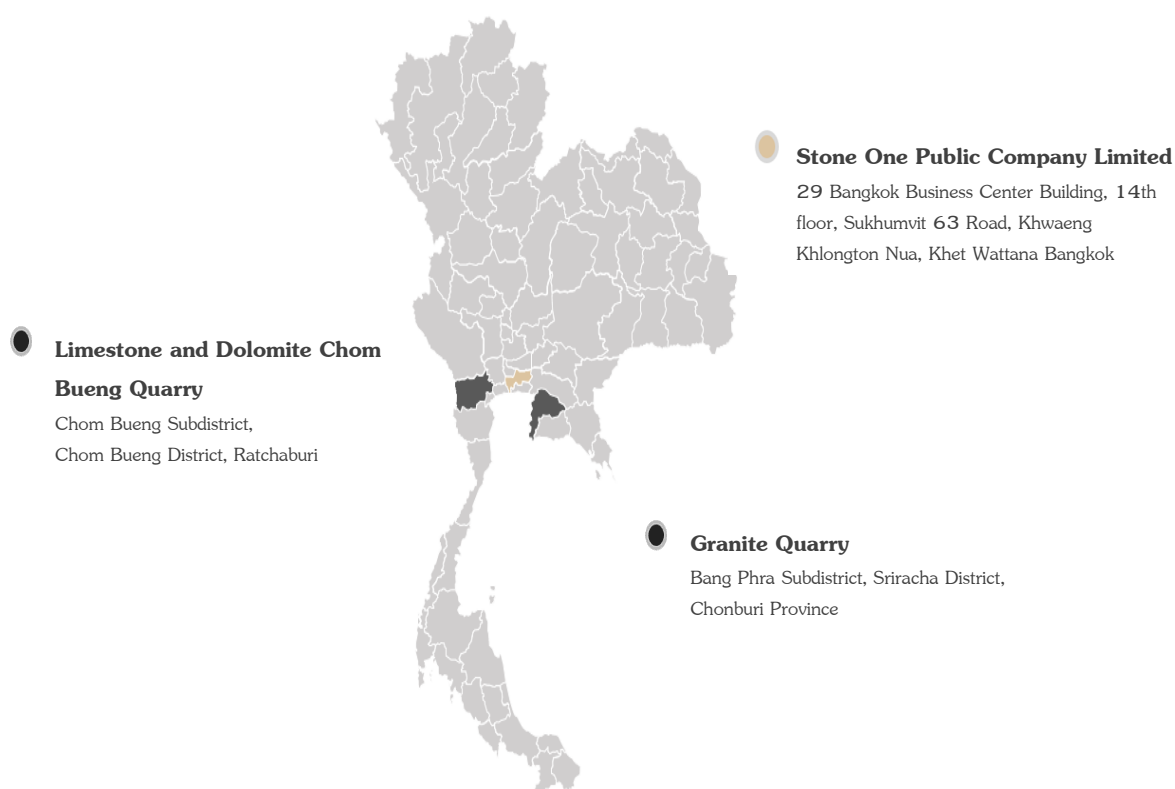 Stone One Public Company Limited
29 Bangkok Business Center Building, 14th
floor, Sukhumvit 63 Road, Khwaeng
Khlongton Nua, Khet Wattana Bangkok
Limestone and Dolomite Chom
Bueng Quarry
Chom Bueng Subdistrict,
Chom Bueng District, Ratchaburi
Granite Quarry
Bang Phra Subdistrict, Sriracha District,
Chonburi Province